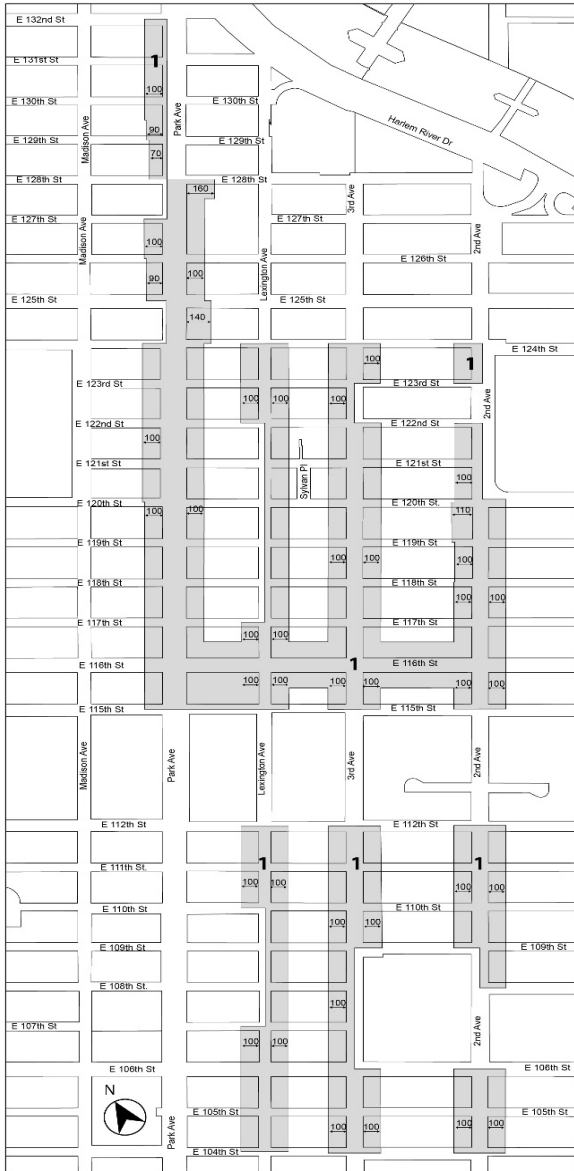 E 132nd St
1
E 131st St
100
E 130th St
E 130th St
Park Ave
Madison Ave
Harlem River Dr
90
E 129th St
E 129th St
70
E 128th St
E 128th St
160
3rd Ave
E 127th St
E 127th St
Madison Ave
100
Lexington Ave
2nd Ave
E 126th St
90
100
E 125th St
E 125th St
140
E 124th St
100
1
E 123rd St
E 123rd St
2nd Ave
100
100
100
E 122nd St
E 122nd St
100
E 121st St
E 121st St
Sylvan Pl
100
E 120th St
E 120th St.
100
100
110
E 119th St
E 119th St
100
100
100
E 118th St
E 118th St
100
100
E 117th St
E 117th St
100
100
1
E 116th St
E 116th St
100
100
100
100
100
100
E 115th St
E 115th St
Madison Ave
Park Ave
Lexington Ave
3rd Ave
2nd Ave
E 112th St
E 112th St
1
1
1
E 111th St.
100
100
100
100
E 110th St
E 110th St
100
100
E 109th St
E 109th St
E 108th St.
100
E 107th St
2nd Ave
100
100
E 106th St
E 106th St
N
E 105th St
E 105th St
Park Ave
100
100
100
100
E 104th St